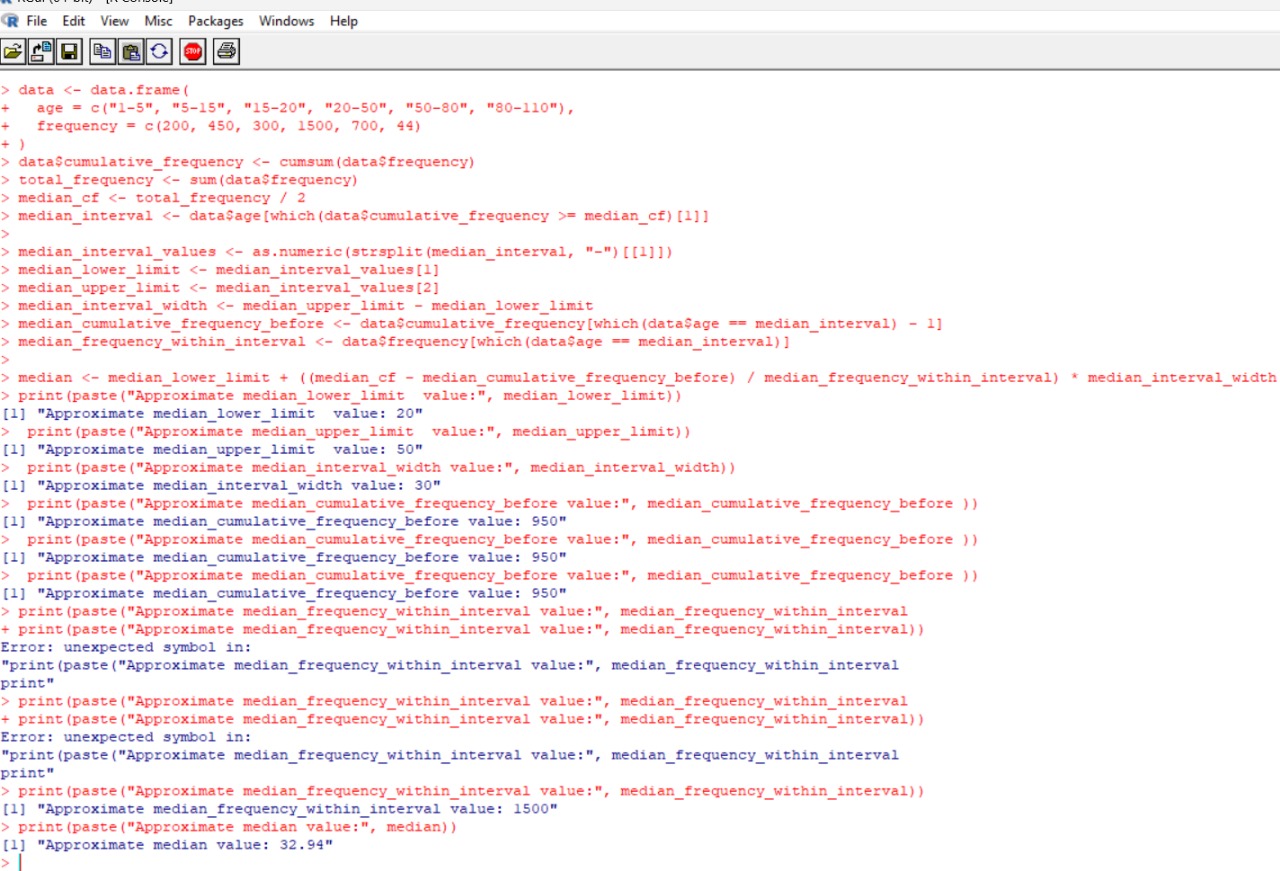 RGui (64-bit) - [R Console]
File Edit View Misc Packages Windows Help
STOP
> data <- data.frame(
+   age = c("1-5", "5-15", "15-20", "20-50", "50-80", "80-110"),
+   frequency = c(200, 450, 300, 1500, 700, 44)
+ )
> data$cumulative_frequency <- cumsum(data$frequency)
> total_frequency <- sum(data$frequency)
> median_cf <- total_frequency / 2
> median_interval <- data$age[which(data$cumulative_frequency >= median_cf)[1]]
>
> median_interval_values <- as.numeric(strsplit(median_interval, "-")[[1]])
> median_lower_limit <- median_interval_values[1]
> median_upper_limit <- median_interval_values[2]
> median_interval_width <- median_upper_limit - median_lower_limit
> median_cumulative_frequency_before <- data$cumulative_frequency[which(data$age == median_interval) - 1]
> median_frequency_within_interval <- data$frequency[which(data$age == median_interval)]
>
> median <- median_lower_limit + ((median_cf - median_cumulative_frequency_before) / median_frequency_within_interval) * median_interval_width
> print(paste("Approximate median_lower_limit  value:", median_lower_limit))
[1] "Approximate median_lower_limit  value: 20"
>  print(paste("Approximate median_upper_limit  value:", median_upper_limit))
[1] "Approximate median_upper_limit  value: 50"
>  print(paste("Approximate median_interval_width value:", median_interval_width))
[1] "Approximate median_interval_width value: 30"
>  print(paste("Approximate median_cumulative_frequency_before value:", median_cumulative_frequency_before ))
[1] "Approximate median_cumulative_frequency_before value: 950"
>  print(paste("Approximate median_cumulative_frequency_before value:", median_cumulative_frequency_before ))
[1] "Approximate median_cumulative_frequency_before value: 950"
>  print(paste("Approximate median_cumulative_frequency_before value:", median_cumulative_frequency_before ))
[1] "Approximate median_cumulative_frequency_before value: 950"
> print(paste("Approximate median_frequency_within_interval value:", median_frequency_within_interval
+ print(paste("Approximate median_frequency_within_interval value:", median_frequency_within_interval))
Error: unexpected symbol in:
"print(paste("Approximate median_frequency_within_interval value:", median_frequency_within_interval
print"
> print(paste("Approximate median_frequency_within_interval value:", median_frequency_within_interval
+ print(paste("Approximate median_frequency_within_interval value:", median_frequency_within_interval))
Error: unexpected symbol in:
"print(paste("Approximate median_frequency_within_interval value:", median_frequency_within_interval
print"
> print(paste("Approximate median_frequency_within_interval value:", median_frequency_within_interval))
[1] "Approximate median_frequency_within_interval value: 1500"
> print(paste("Approximate median value:", median))
[1] "Approximate median value: 32.94"
>